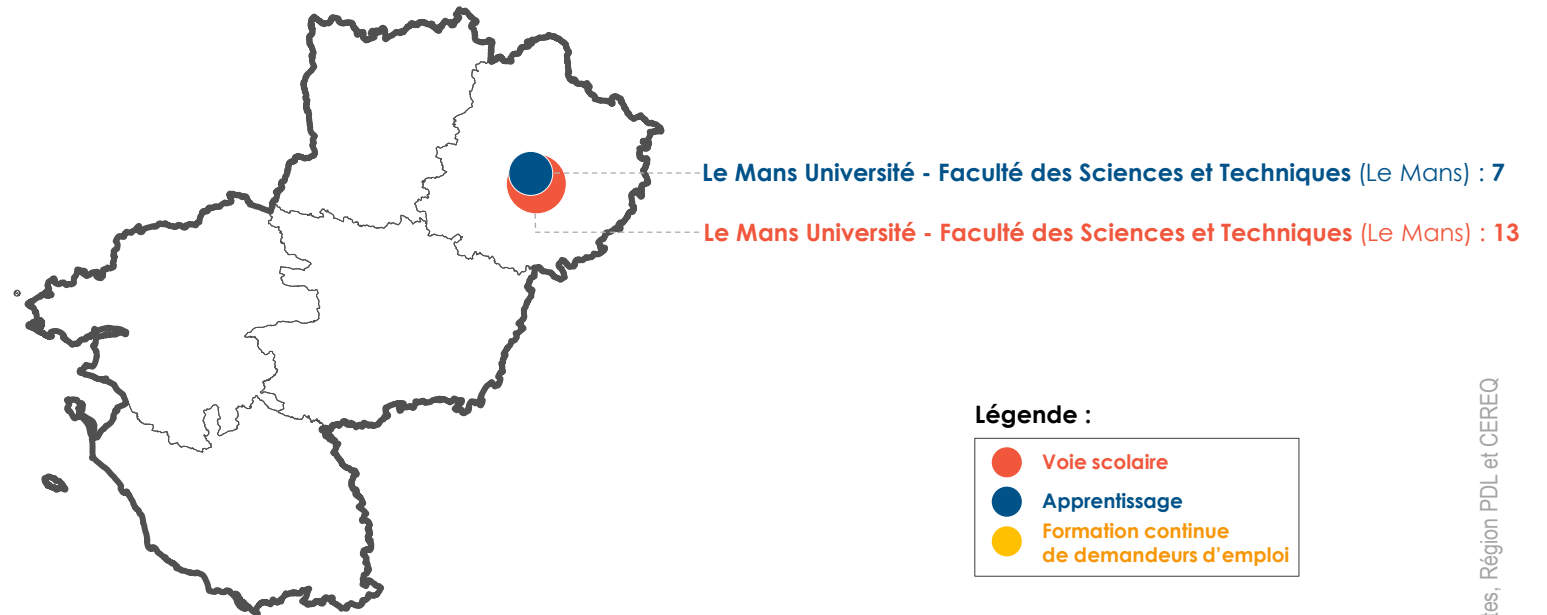 Le Mans Université - Faculté des Sciences et Techniques (Le Mans) : 7
Le Mans Université - Faculté des Sciences et Techniques (Le Mans) : 13
Légende :
Voie scolaire
Apprentissage
Formation continue
de demandeurs d'emploi
Région PDL et CEREQ